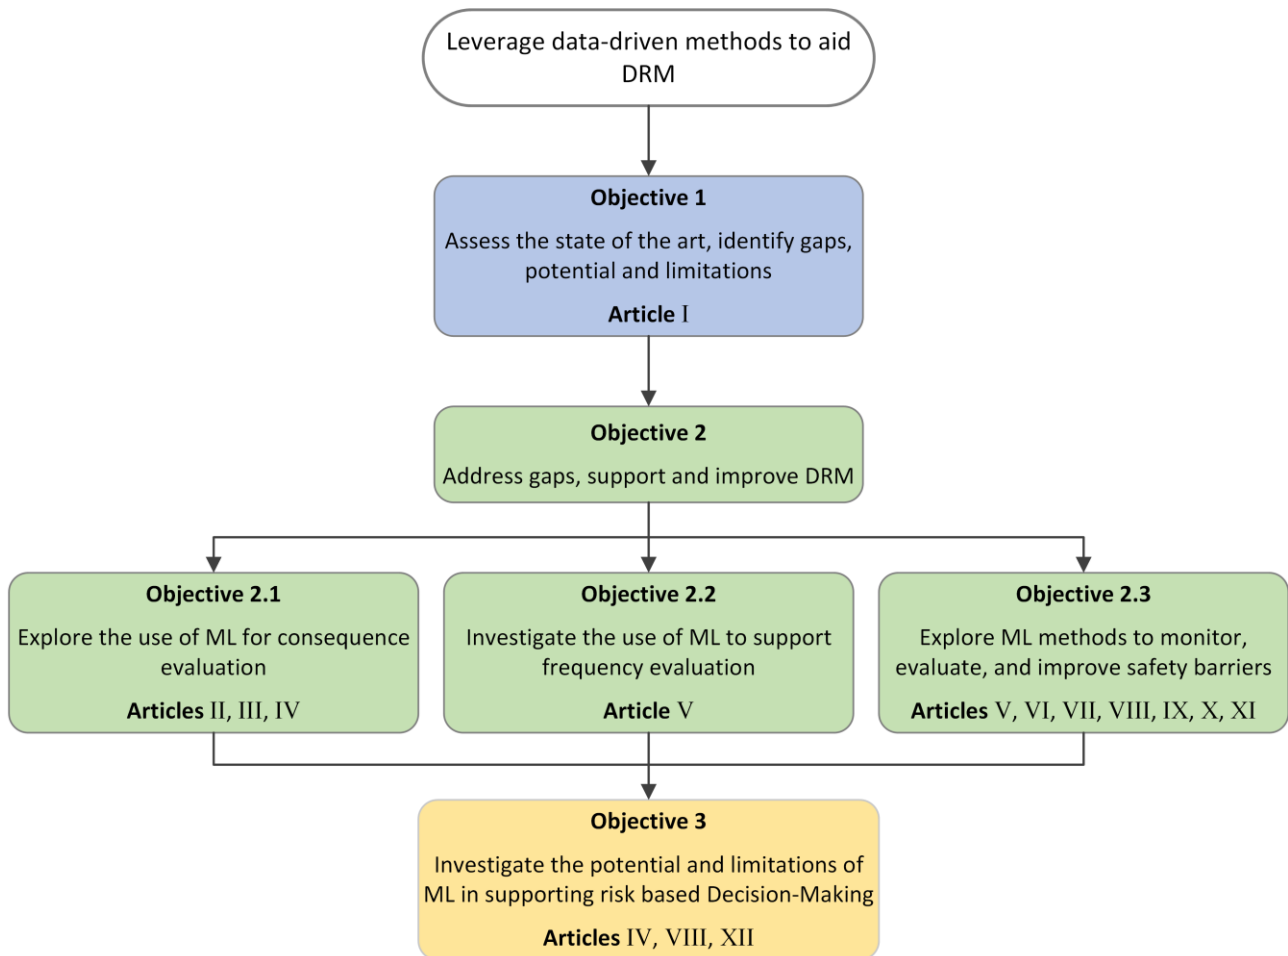 Leverage data-driven methods to aid
DRM
Objective 1
Assess the state of the art, identify gaps,
potential and limitations
Article I
Objective 2
Address gaps, support and improve DRM
Objective 2.1
Explore the use of ML for consequence
evaluation
Articles II, III, IV
Objective 2.2
Investigate the use of ML to support
frequency evaluation
Article V
Objective 2.3
Explore ML methods to monitor,
evaluate, and improve safety barriers
Articles V, VI, VII, VIII, IX, X, XI
Objective 3
Investigate the potential and limitations of
ML in supporting risk based Decision-Making
Articles IV, VIII, XII